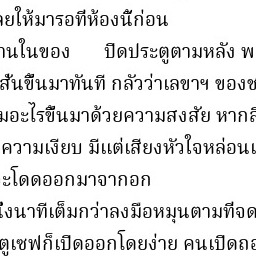 ยให้มารอที่ห้องนี้ก่อน
านในของ ปิดประตูตามหลัง พ
สั่นขึ้นมาทันที กลัวว่าเลขาฯ ของช
มอะไรขึ้นมาด้วยความสงสัย หากสิ
ความเงียบ มีแต่เสียงหัวใจหล่อนเ
ะโดดออกมาจากอก
นึ่งนาทีเต็มกว่าลงมือหมุนตามที่จด
ตูเซฟก็เปิดออกโดยง่าย คนเปิดถอ